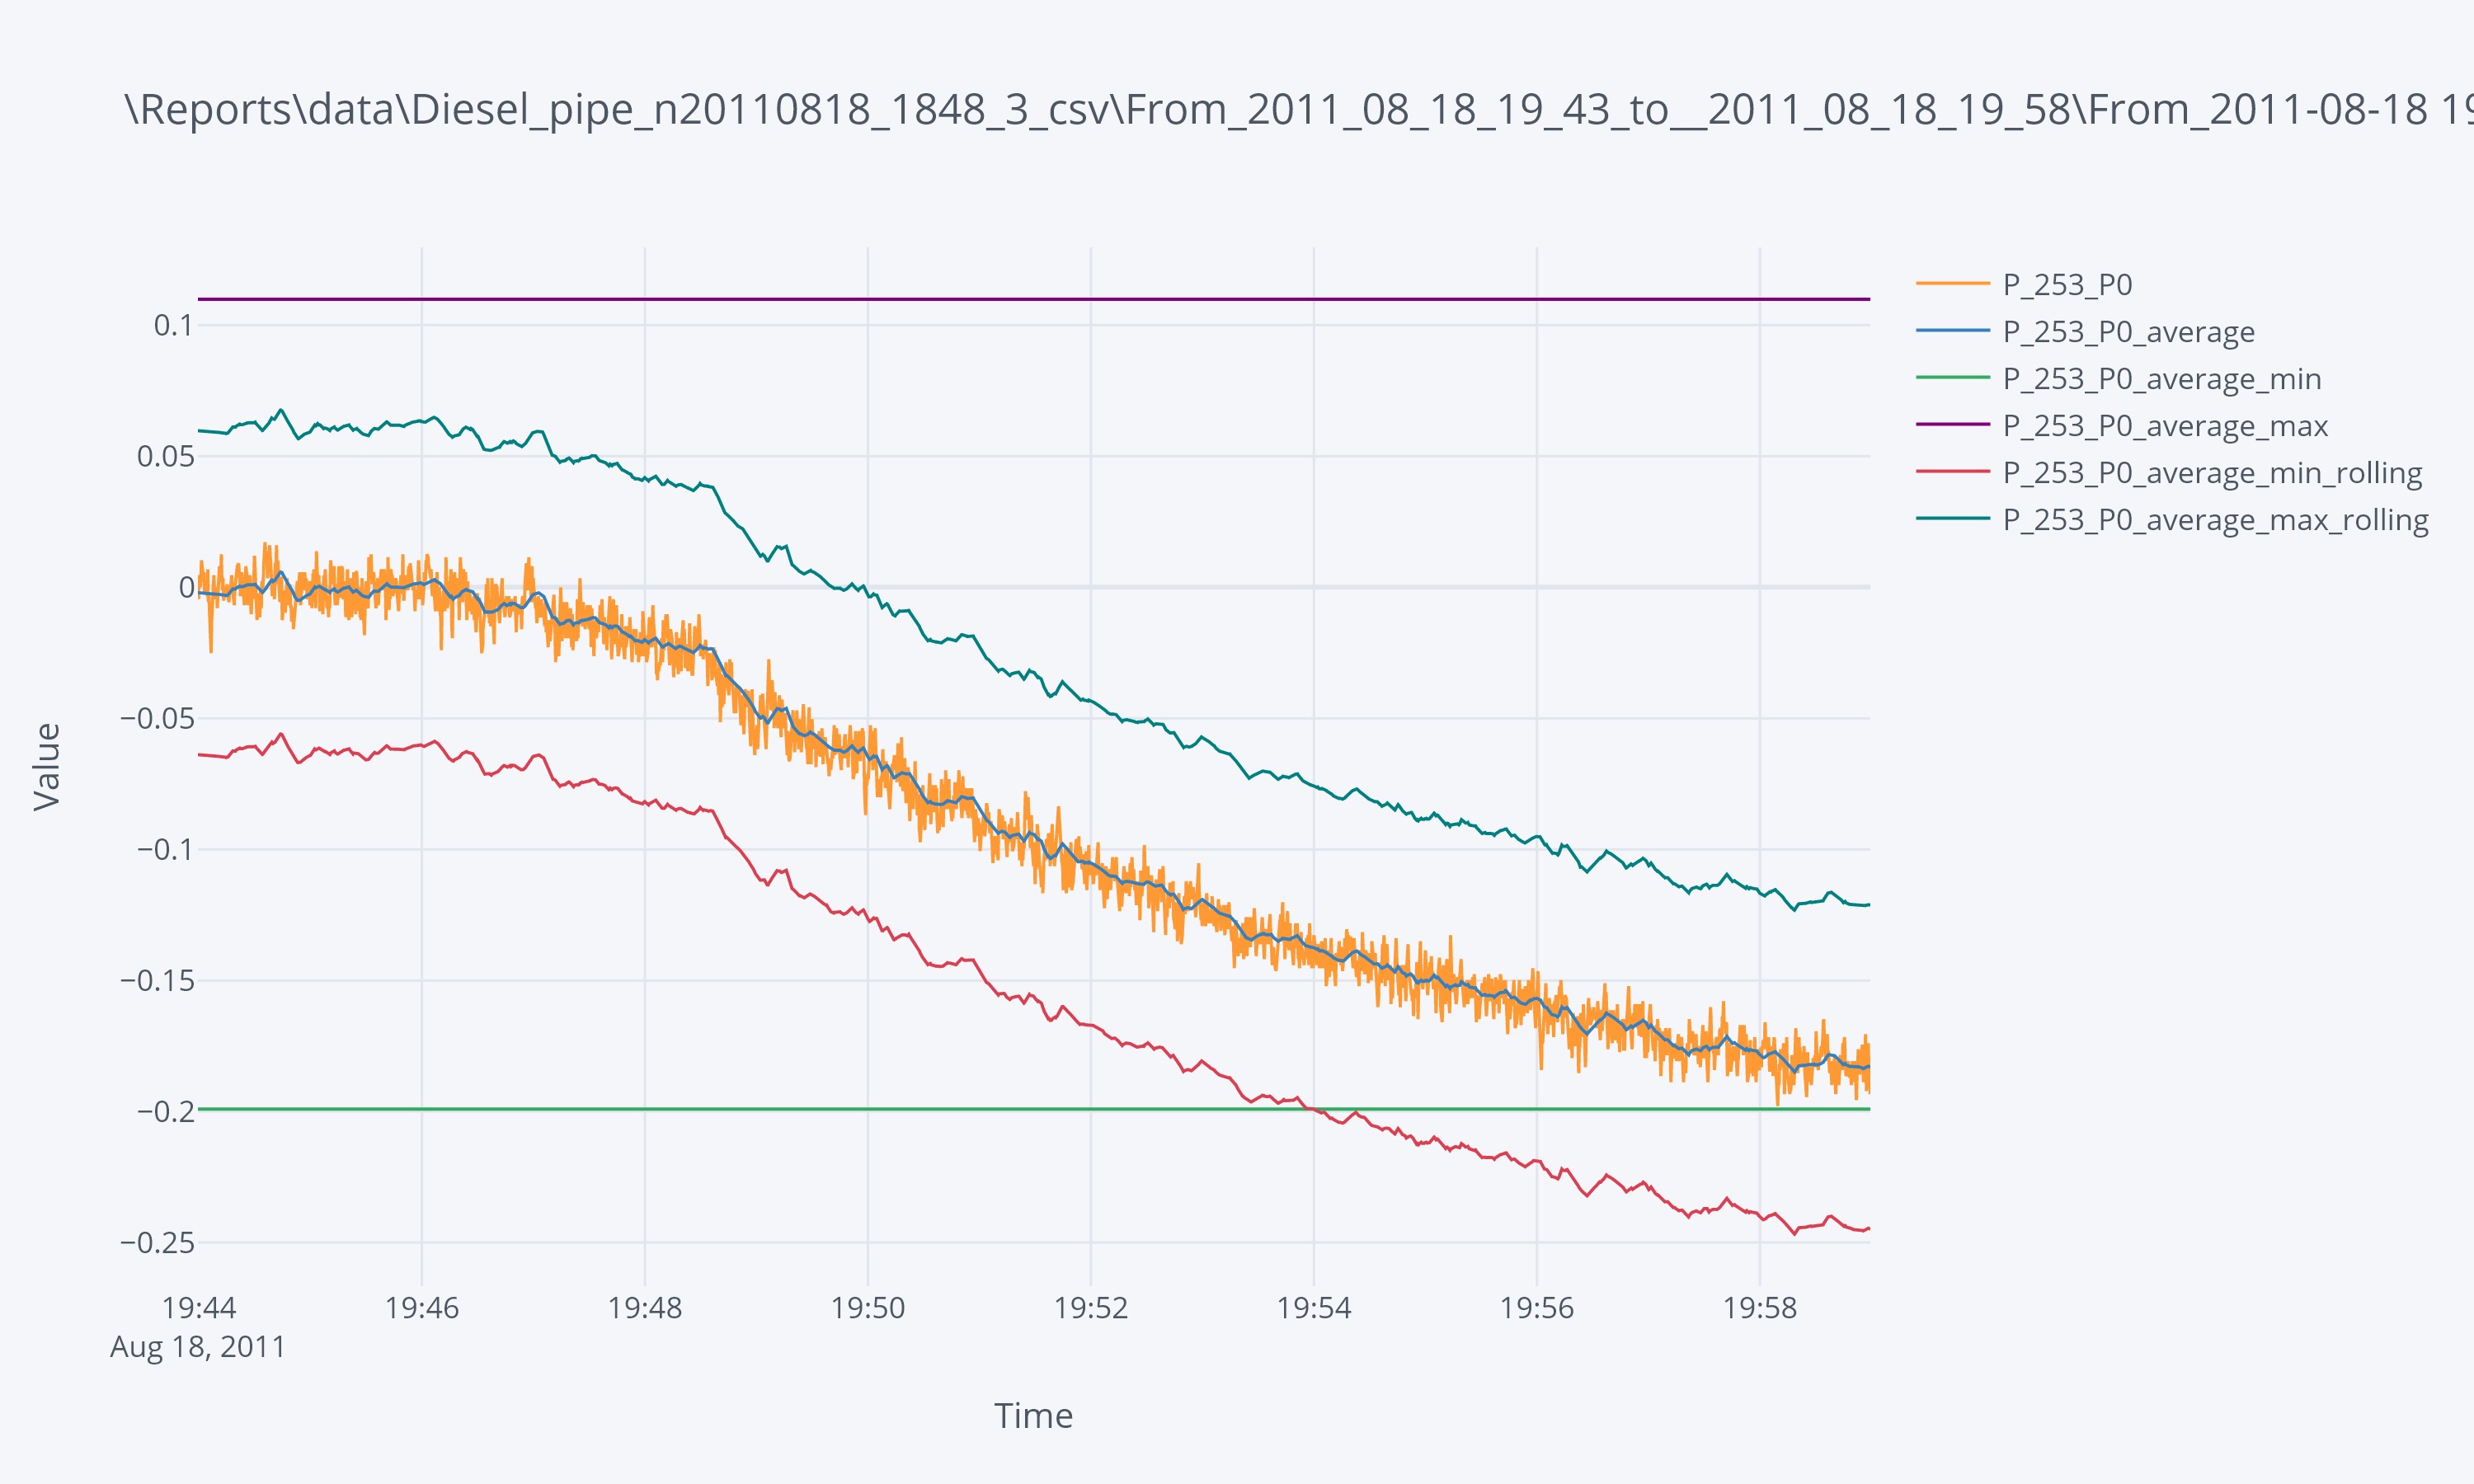 \Reports\data\Diesel_pipe_n20110818_1848_3_csv\From_2011_08_18_19_43_to__2011_08_18_19_58\From_2011-08-18 19
P_253_P0
P_253_P0_average
P_253_P0_average_min
P_253_P0_average_max
P_253_P0_average_min_rolling
P_253_P0_average_max_rolling
0.1
0.05
0
−0.05
−0.1
−0.15
−0.2
−0.25
Value
19:44 19:46 19:48 19:50 19:52 19:54 19:56 19:58
Aug 18, 2011
Time